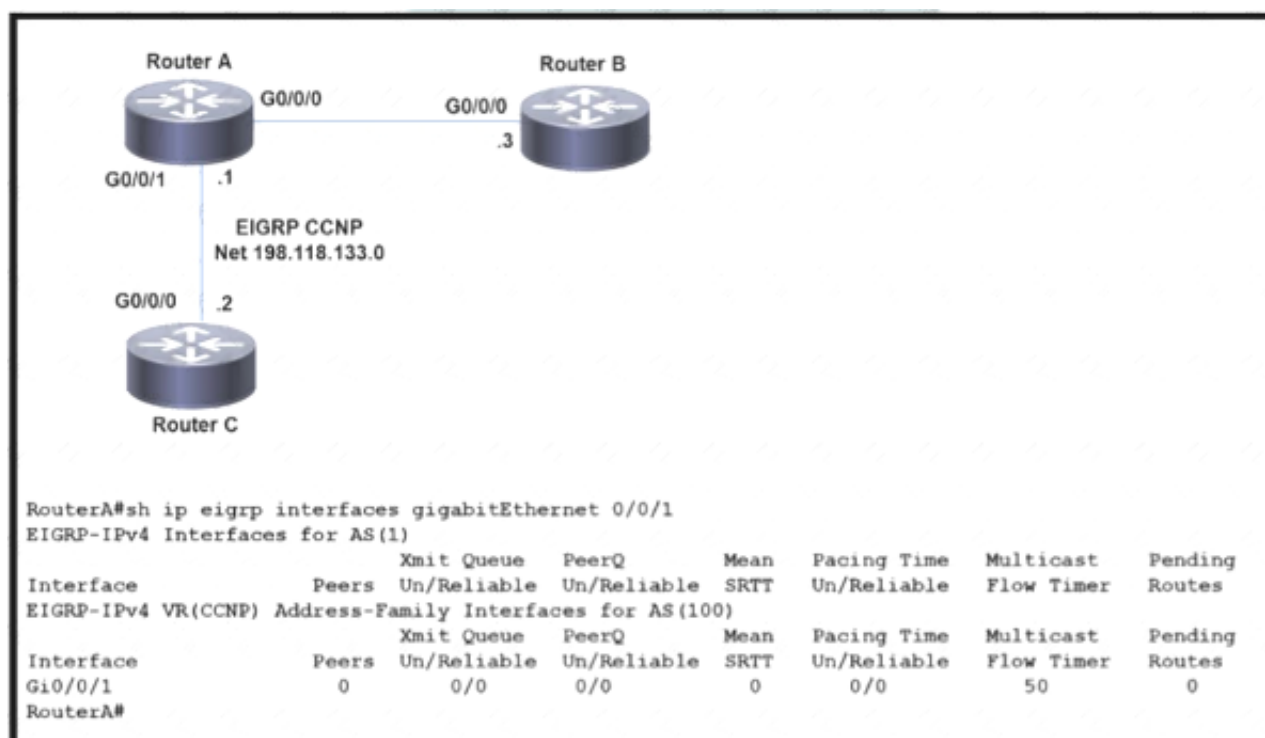 Router A
Router B
G0/0/0
G0/0/0
.3
G0/0/1
.1
EIGRP CCNP
Net 198.118.133.0
G0/0/0
.2
Router C
RouterA#sh ip eigrp interfaces gigabitEthernet 0/0/1
EIGRP-IPv4 Interfaces for AS(1)
Xmit Queue PeerQ Mean Pacing Time Multicast Pending
Interface Peers Un/Reliable Un/Reliable SRTT Un/Reliable Flow Timer Routes
EIGRP-IPv4 VR(CCNP) Address-Family Interfaces for AS(100)
Xmit Queue PeerQ Mean Pacing Time Multicast Pending
Interface Peers Un/Reliable Un/Reliable SRTT Un/Reliable Flow Timer Routes
Gi0/0/1 0 0/0 0/0 0 0/0 50 0
RouterA#